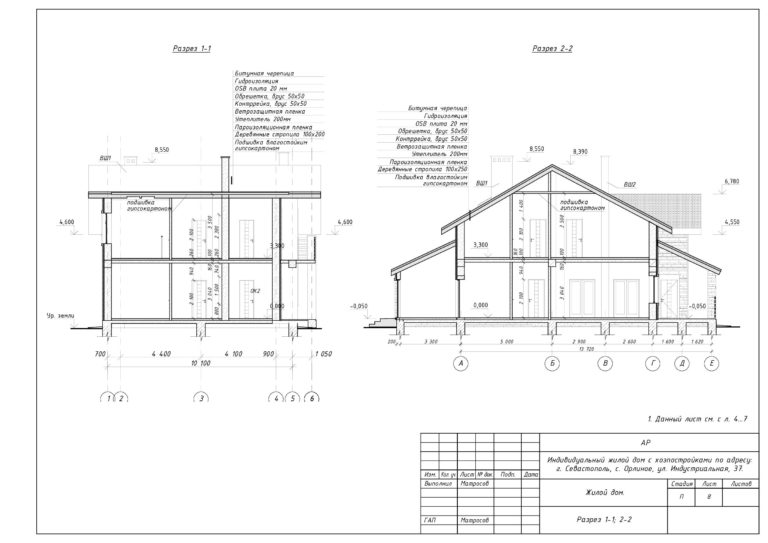 Разрез 1-1
Битумная черепица
Гидроизоляция
OSB плита 20 мм
Обрешетка, брус 50х50
Контррейка, брус 50х50
Ветрозащитная пленка
Утеплитель 200мм
Пароизоляционная пленка
Деревянные стропила 100х200
Подшивка влагостойким
гипсокартоном
ВШ1
8,550
4,600
4,600
подшивка
гипсокартоном
3,300
0,000
ОК2
Ур. земли
700
4 400
4 100
900
1 050
10 100
1
2
3
4
5
6
Разрез 2-2
Битумная черепица
Гидроизоляция
OSB плита 20 мм
Обрешетка, брус 50х50
Контррейка, брус 50х50
Ветрозащитная пленка
Утеплитель 200мм
Пароизоляционная пленка
Деревянные стропила 100х250
Подшивка влагостойким
гипсокартоном
8,550
8,390
ВШ1
ВШ2
6,780
4,550
подшивка
гипсокартоном
3,300
0,000
-0,050
-0,050
3 300
5 000
2 900
2 600
1 600
1 620
А
Б
В
Г
Д
Е
1. Данный лист см. с л. 4...7
АР
Индивидуальный жилой дом с хозпостройками по адресу:
г. Севастополь, с. Орлиное, ул. Индустриальная, 37.
Изм. Кол.уч Лист № док. Подп. Дата
Выполнил Матросов
ГАП Матросов
Жилой дом.
Стадия Лист Листов
П 8
Разрез 1-1; 2-2